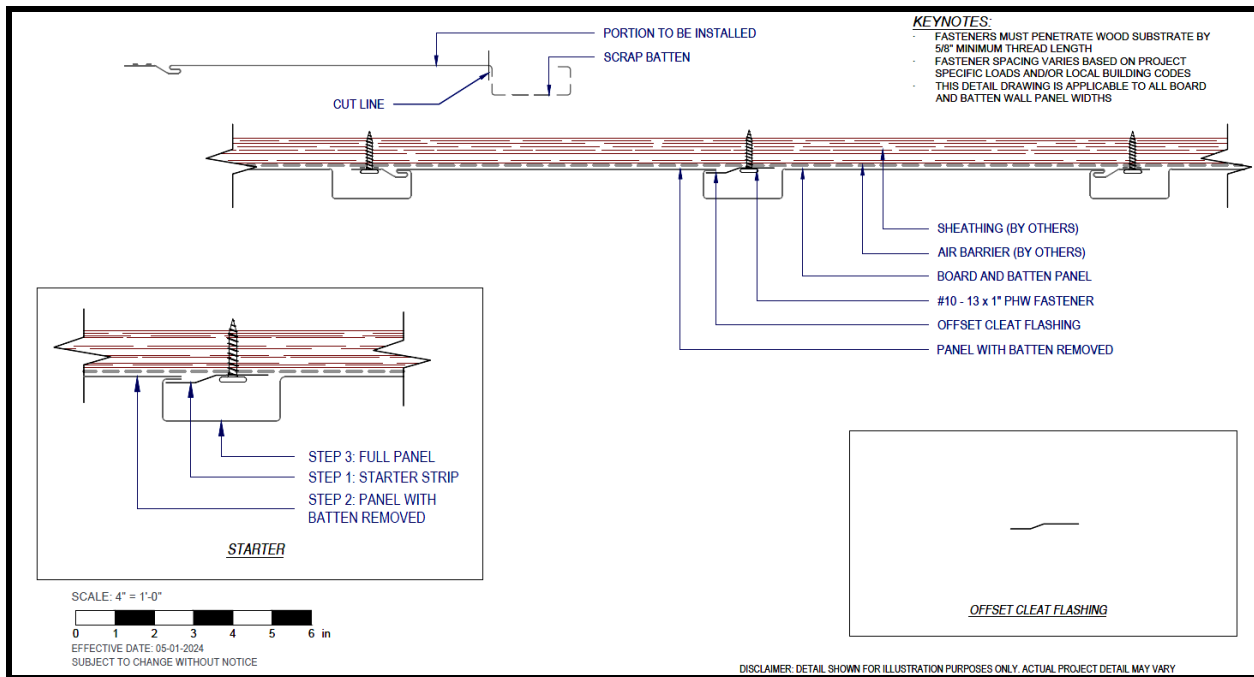 PORTION TO BE INSTALLED
SCRAP BATTEN
CUT LINE
KEYNOTES:
· FASTENERS MUST PENETRATE WOOD SUBSTRATE BY
5/8" MINIMUM THREAD LENGTH
· FASTENER SPACING VARIES BASED ON PROJECT
SPECIFIC LOADS AND/OR LOCAL BUILDING CODES
· THIS DETAIL DRAWING IS APPLICABLE TO ALL BOARD
AND BATTEN WALL PANEL WIDTHS
SHEATHING (BY OTHERS)
AIR BARRIER (BY OTHERS)
BOARD AND BATTEN PANEL
#10 - 13 x 1" PHW FASTENER
OFFSET CLEAT FLASHING
PANEL WITH BATTEN REMOVED
STEP 3: FULL PANEL
STEP 1: STARTER STRIP
STEP 2: PANEL WITH
BATTEN REMOVED
STARTER
OFFSET CLEAT FLASHING
SCALE: 4" = 1'-0"
0 1 2 3 4 5 6 in
EFFECTIVE DATE: 05-01-2024
SUBJECT TO CHANGE WITHOUT NOTICE
DISCLAIMER: DETAIL SHOWN FOR ILLUSTRATION PURPOSES ONLY. ACTUAL PROJECT DETAIL MAY VARY